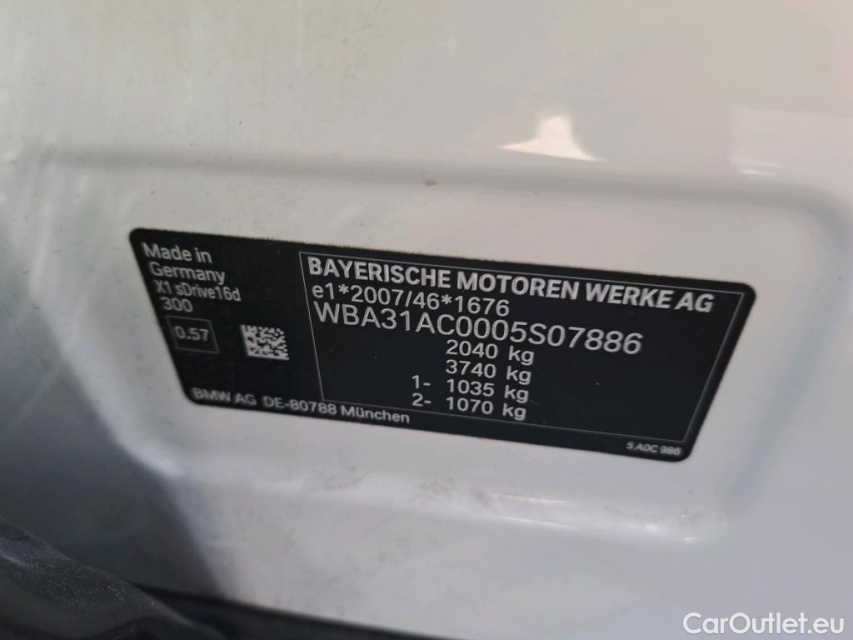 Made in
Germany
X1 sDrive16d
300
0.57
BAYERISCHE MOTOREN WERKE AG
e1*2007/46*1676
WBA31AC0005S07886
2040 kg
3740 kg
1- 1035 kg
2- 1070 kg
BMW AG DE-80788 München
5 A0C 986
CarOutlet.eu